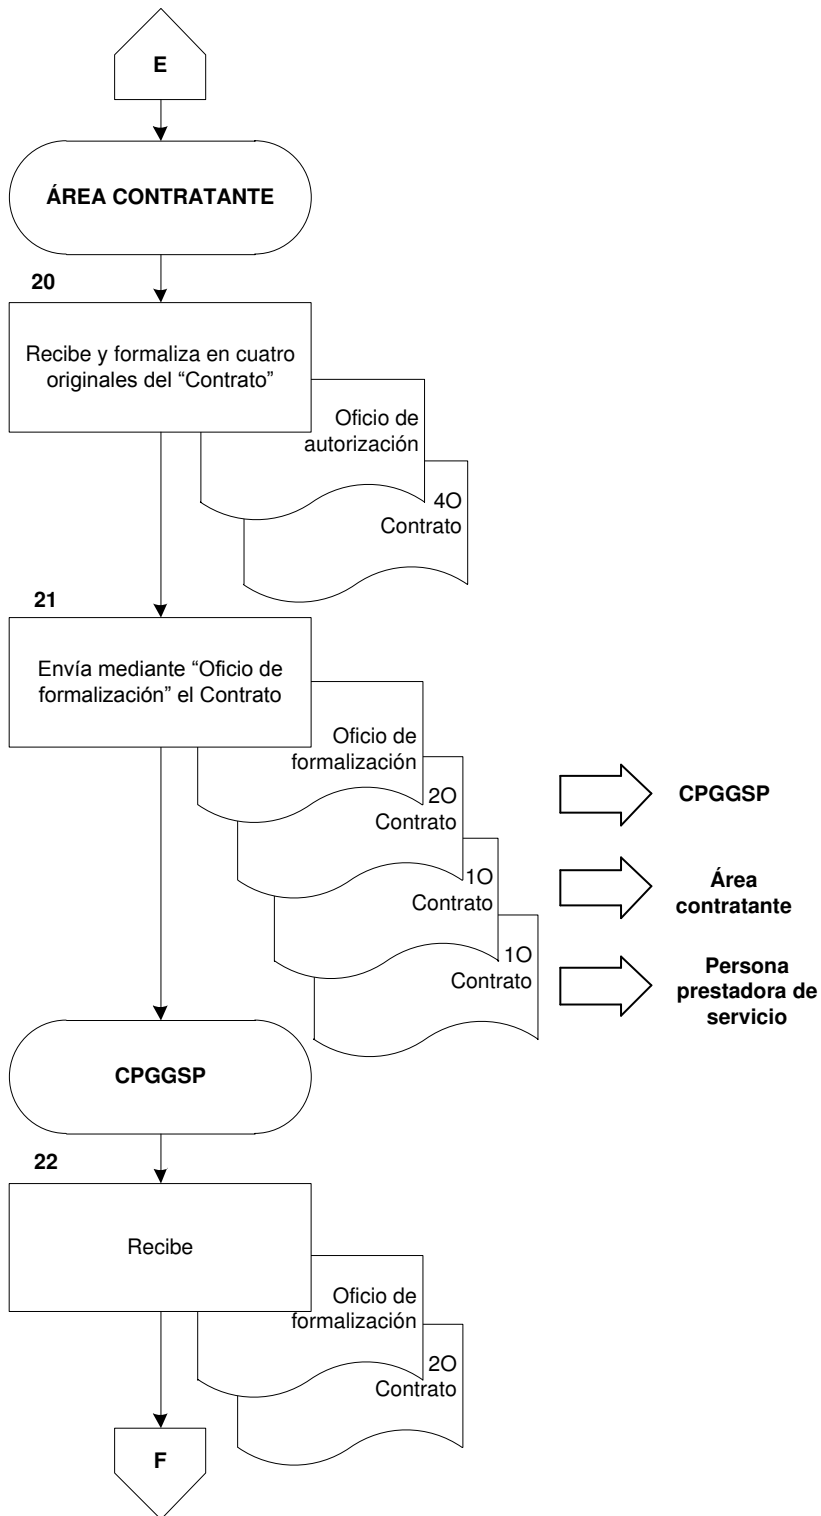 E
ÁREA CONTRATANTE
20
Recibe y formaliza en cuatro
originales del “Contrato”
Oficio de
autorización
4O
Contrato
21
Envía mediante “Oficio de
formalización” el Contrato
Oficio de
formalización
2O
Contrato
1O
Contrato
1O
Contrato
CPGGSP
Área
contratante
Persona
prestadora de
servicio
CPGGSP
22
Recibe
Oficio de
formalización
2O
Contrato
F